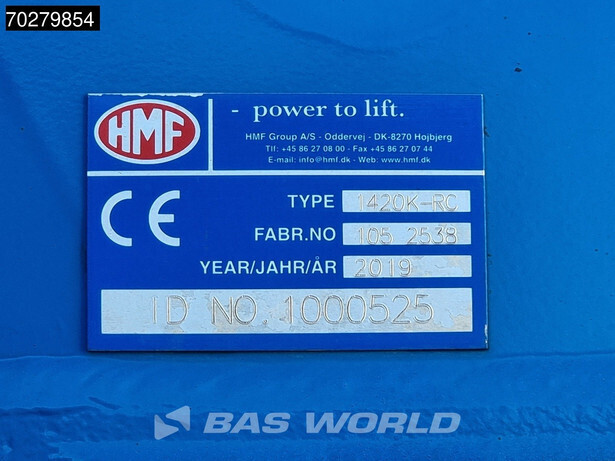 70279854
HMF
- power to lift.
HMF Group A/S - Oddervej - DK-8270 Hojbjerg
Tlf: +45 86 27 08 00 - Fax +45 86 27 07 44
E-mail: info@hmf.dk - Web: www.hmf.dk
CE
TYPE 1420K-RC
FABR.NO 105 2538
YEAR/JAHR/ÅR 2019
ID NO. 1000525
BAS WORLD